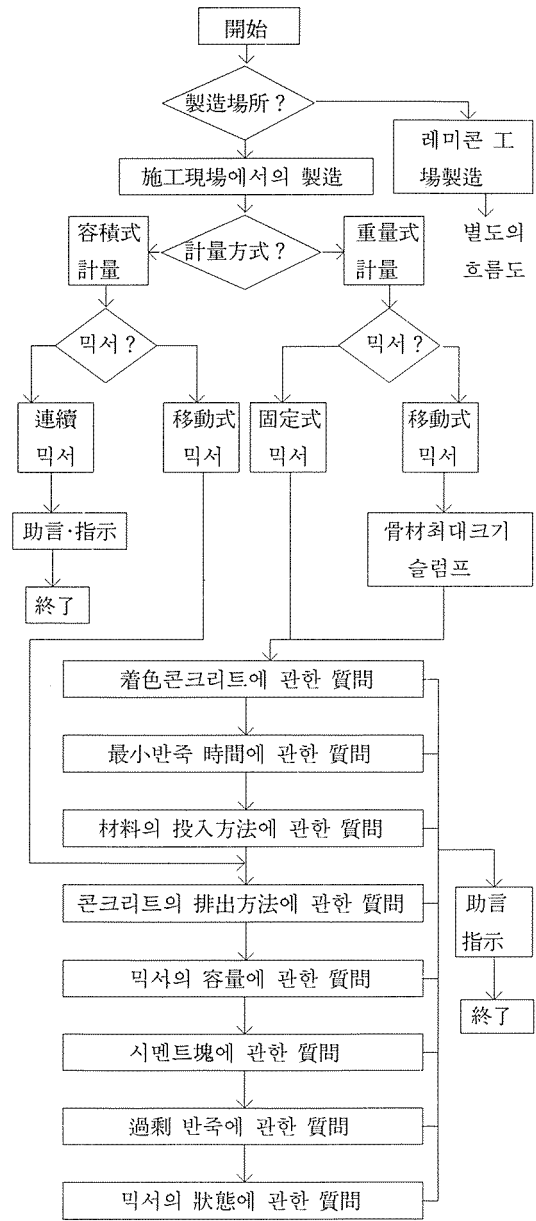 開始
製造場所?
레미콘 工
場製造
施工現場에서의 製造
別途의
흐름도
容積式
計量
計量方式?
重量式
計量
믹서?
믹서?
連續
믹서
移動式
믹서
固定式
믹서
移動式
믹서
助言·指示
骨材최대크기
슬럼프
終了
着色콘크리트에 관한 質問
最小반죽 時間에 관한 質問
材料의 投入方法에 관한 質問
콘크리트의 排出方法에 관한 質問
助言
指示
믹서의 容量에 관한 質問
終了
시멘트塊에 관한 質問
過剩 반죽에 관한 質問
믹서의 狀態에 관한 質問